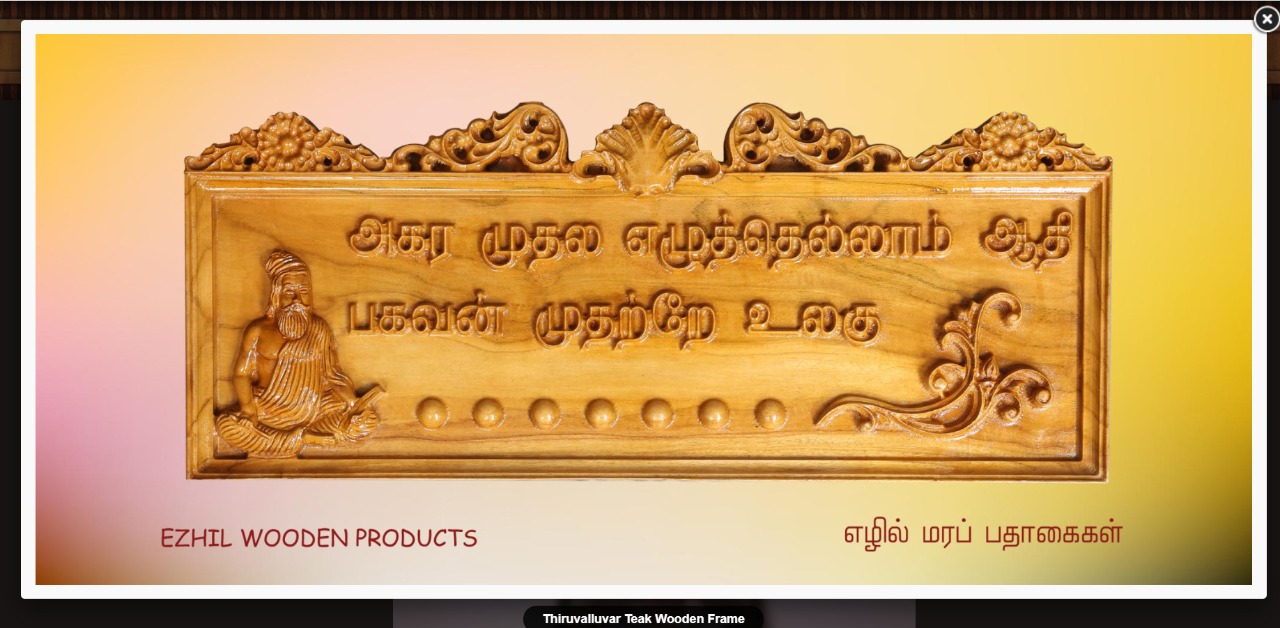 அகர முதல எழுத்தெல்லாம் ஆதி
பகவன் முதற்றே உலகு
EZHIL WOODEN PRODUCTS
எழில் மரப் பதாகைகள்
Thiruvalluvar Teak Wooden Frame